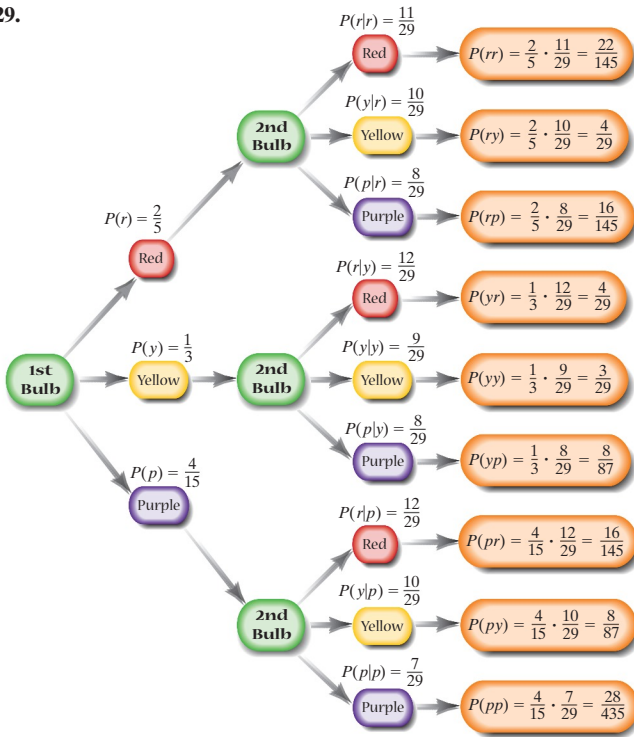 29.
P(r|r) = 11/29
Red
P(rr) = 2/5 · 11/29 = 22/145
P(y|r) = 10/29
2nd
Bulb
Yellow
P(ry) = 2/5 · 10/29 = 4/29
P(p|r) = 8/29
Purple
P(rp) = 2/5 · 8/29 = 16/145
P(r) = 2/5
Red
P(r|y) = 12/29
Red
P(yr) = 1/3 · 12/29 = 4/29
1st
Bulb
P(y) = 1/3
Yellow
2nd
Bulb
P(y|y) = 9/29
Yellow
P(yy) = 1/3 · 9/29 = 3/29
P(p|y) = 8/29
Purple
P(yp) = 1/3 · 8/29 = 8/87
P(p) = 4/15
Purple
P(r|p) = 12/29
Red
P(pr) = 4/15 · 12/29 = 16/145
2nd
Bulb
P(y|p) = 10/29
Yellow
P(py) = 4/15 · 10/29 = 8/87
P(p|p) = 7/29
Purple
P(pp) = 4/15 · 7/29 = 28/435